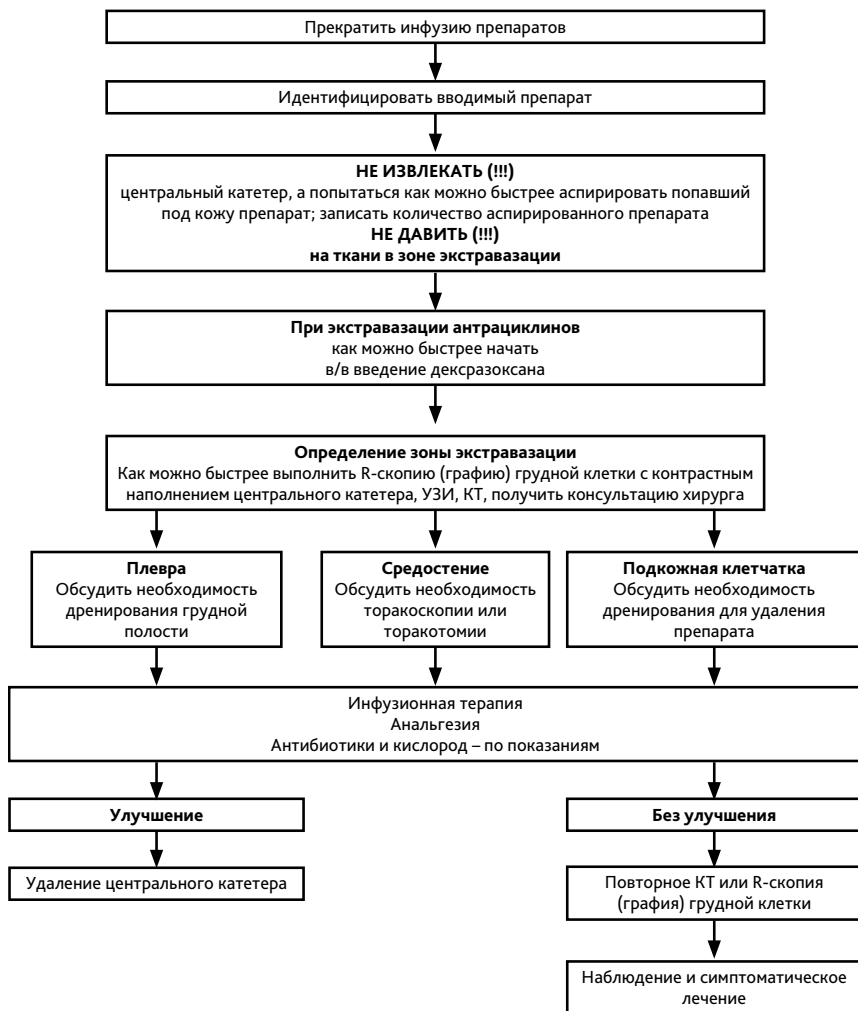 Прекратить инфузию препаратов
Идентифицировать вводимый препарат
НЕ ИЗВЛЕКАТЬ (!!!)
центральный катетер, а попытаться как можно быстрее аспирировать попавший
под кожу препарат; записать количество аспирированного препарата
НЕ ДАВИТЬ (!!!)
на ткани в зоне экстравазации
При экстравазации антрациклинов
как можно быстрее начать
в/в введение дексразоксана
Определение зоны экстравазации
Как можно быстрее выполнить R-скопию (графию) грудной клетки с контрастным
наполнением центрального катетера, УЗИ, КТ, получить консультацию хирурга
Плевра
Обсудить необходимость
дренирования грудной
полости
Средостение
Обсудить необходимость
торакоскопии или
торакотомии
Подкожная клетчатка
Обсудить необходимость
дренирования для удаления
препарата
Инфузионная терапия
Анальгезия
Антибиотики и кислород – по показаниям
Улучшение
Удаление центрального катетера
Без улучшения
Повторное КТ или R-скопия
(графия) грудной клетки
Наблюдение и симптоматическое
лечение